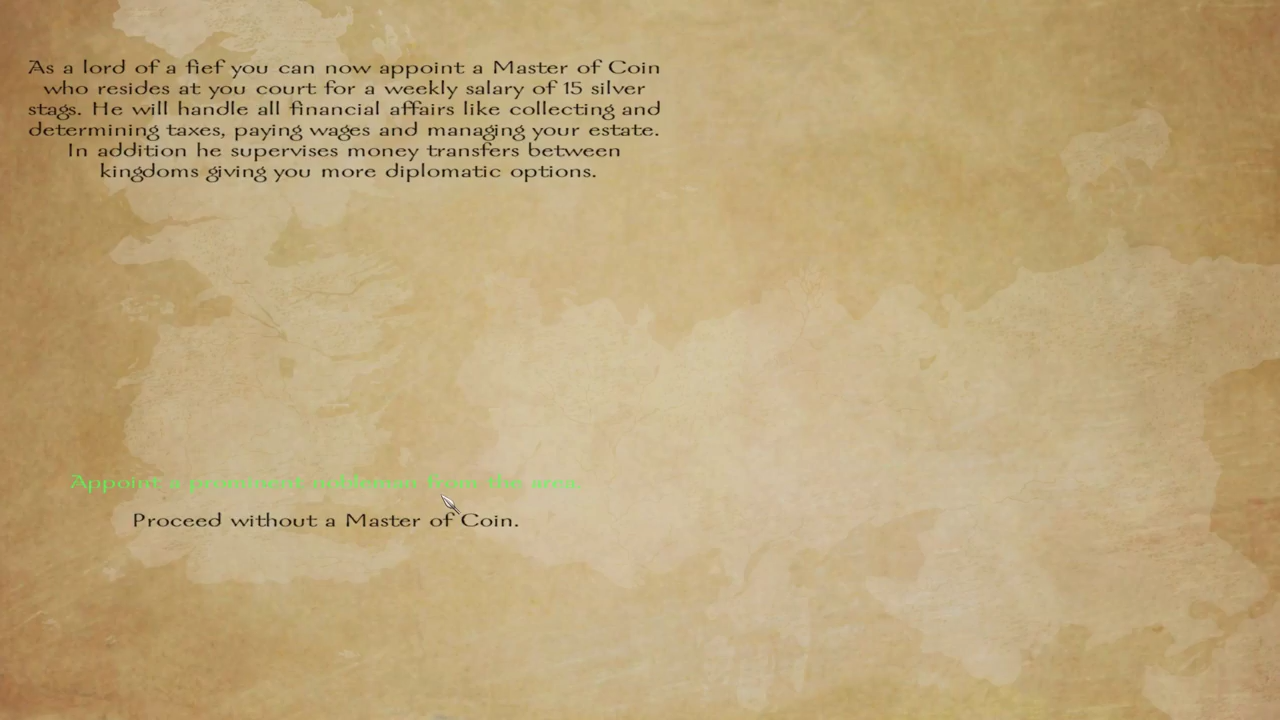 As a lord of a fief you can now appoint a Master of Coin
who resides at you court for a weekly salary of 15 silver
stags. He will handle all financial affairs like collecting and
determining taxes, paying wages and managing your estate.
In addition he supervises money transfers between
kingdoms giving you more diplomatic options.
Appoint a prominent nobleman from the area.
Proceed without a Master of Coin.